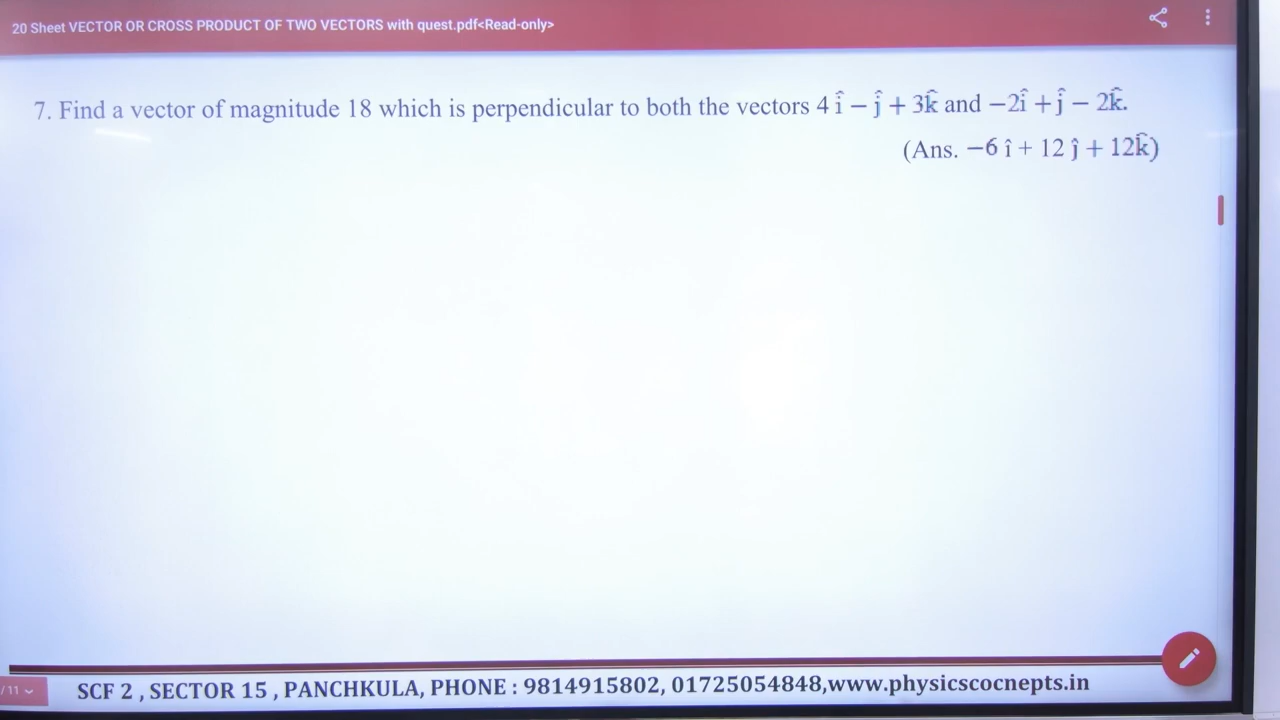 20 Sheet VECTOR OR CROSS PRODUCT OF TWO VECTORS with quest.pdf<Read-only>
7. Find a vector of magnitude 18 which is perpendicular to both the vectors 4 î − ĵ + 3k̂ and −2î + ĵ − 2k̂.
(Ans. −6 î + 12 ĵ + 12k̂)
/11
SCF 2 , SECTOR 15 , PANCHKULA, PHONE : 9814915802, 01725054848,www.physicscocnepts.in